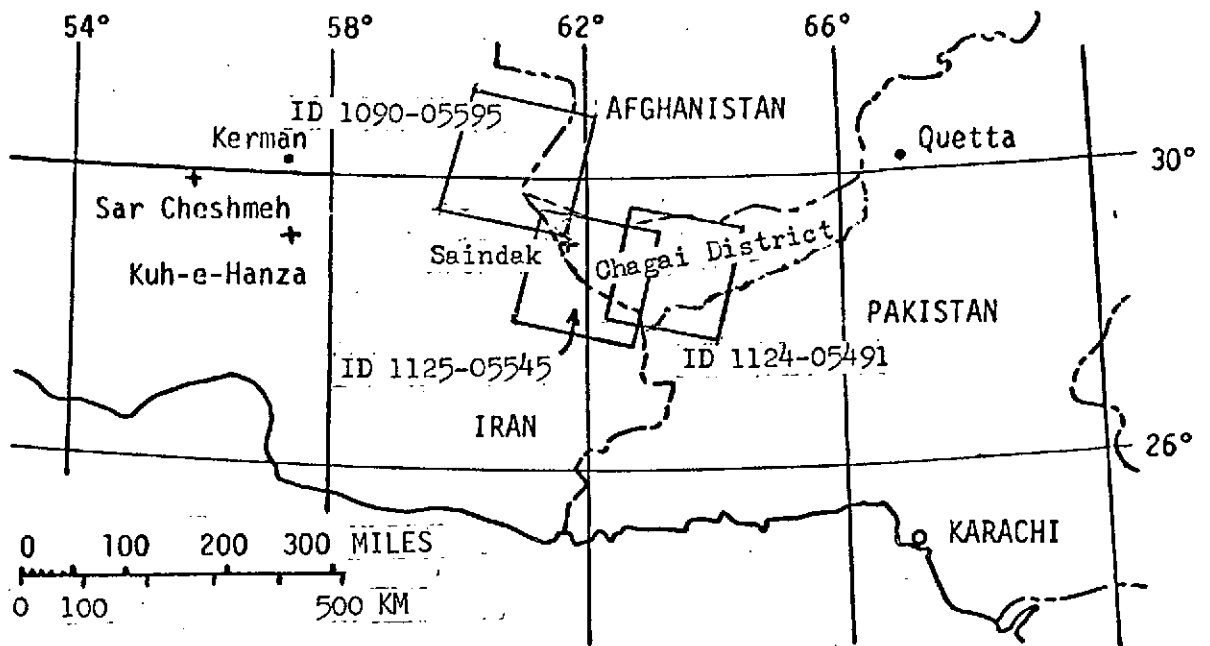 54° 58° 62° 66°
ID 1090-05595
AFGHANISTAN
Kerman
Quetta
30°
Sar Cheshmeh
Saindak
Chagai District
Kuh-e-Hanza
PAKISTAN
ID 1125-05545
ID 1124-05491
IRAN
26°
KARACHI
0 100 200 300 MILES
0 100 500 KM